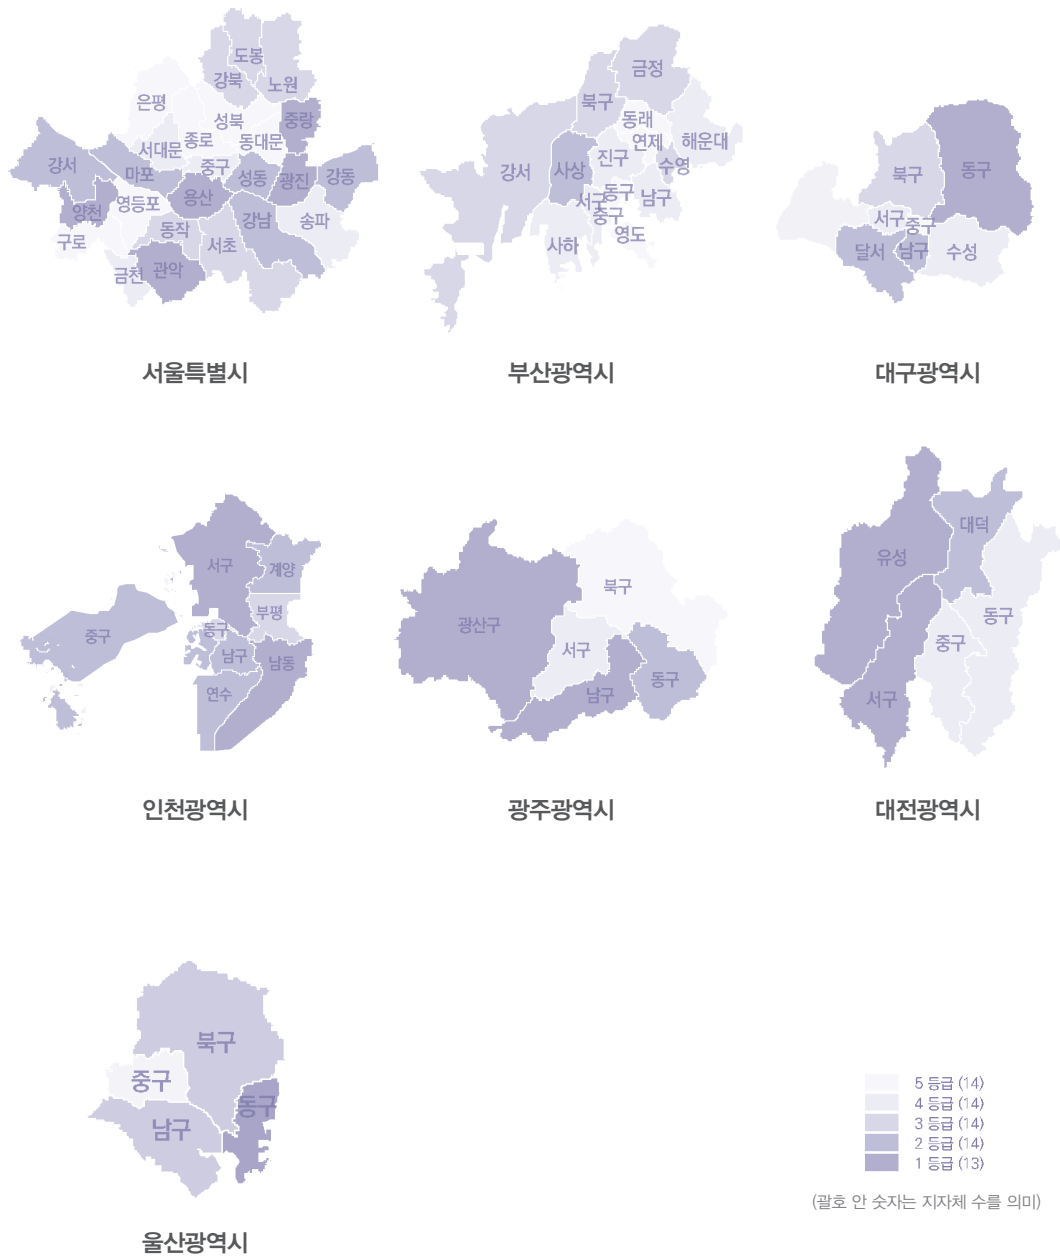 도봉
강북
노원
은평
성북
중랑
종로
동대문
서대문
강서
마포
중구
성동
광진
강동
양천
영등포
용산
강남
송파
구로
동작
서초
금천
관악
서울특별시
금정
북구
동래
연제
해운대
진구
수영
강서
사상
동구
서구
남구
중구
영도
사하
부산광역시
동구
북구
서구
중구
달서
남구
수성
대구광역시
서구
계양
부평
중구
동구
남구
남동
연수
인천광역시
북구
광산구
서구
동구
남구
광주광역시
대덕
유성
동구
중구
서구
대전광역시
북구
중구
동구
남구
울산광역시
5 등급 (14)
4 등급 (14)
3 등급 (14)
2 등급 (14)
1 등급 (13)
(괄호 안 숫자는 지자체 수를 의미)